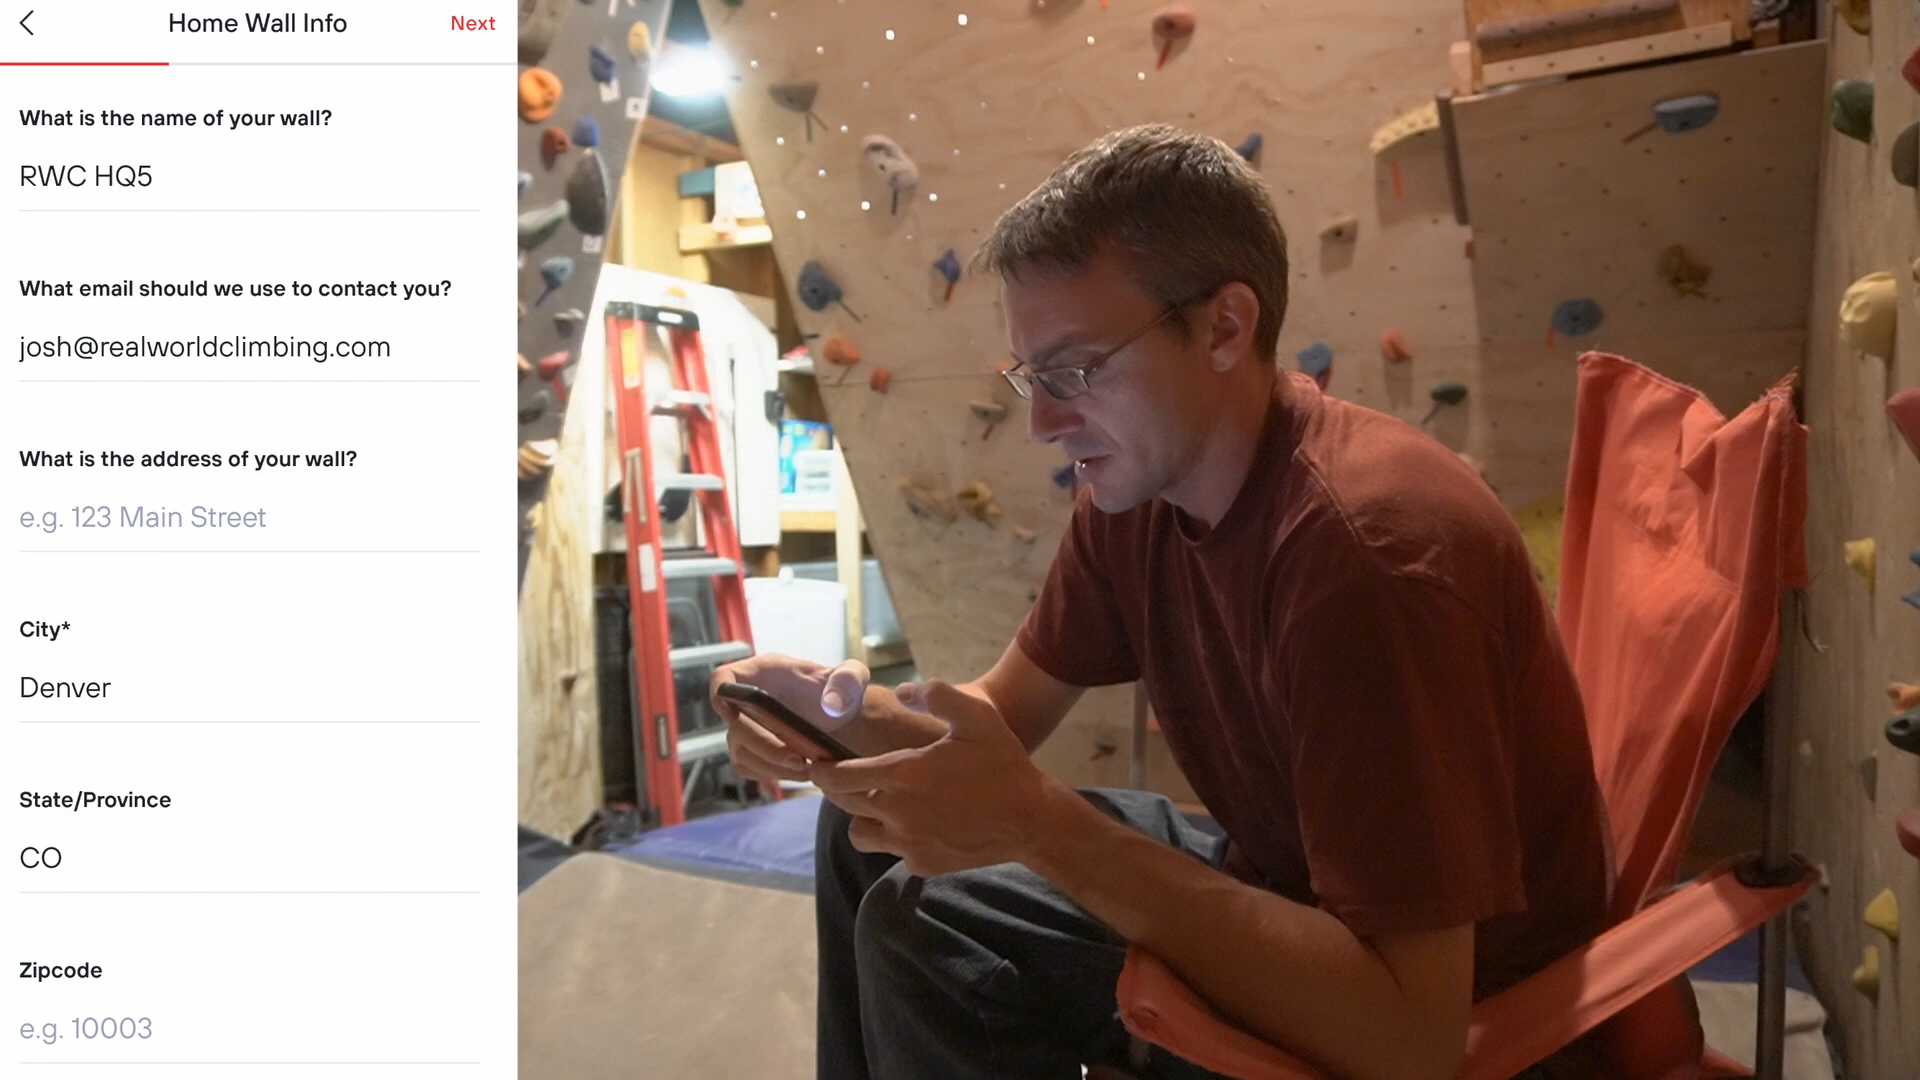 Home Wall Info
Next
What is the name of your wall?
RWC HQ5
What email should we use to contact you?
josh@realworldclimbing.com
What is the address of your wall?
e.g. 123 Main Street
City*
Denver
State/Province
CO
Zipcode
e.g. 10003